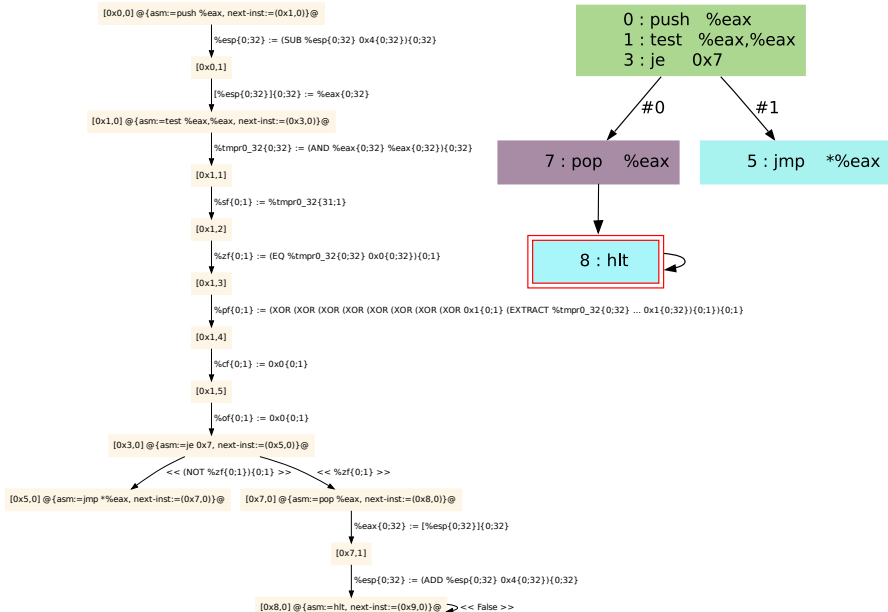 [0x0,0] @{asm:=push %eax, next-inst:=(0x1,0)}@
%esp{0;32} := (SUB %esp{0;32} 0x4{0;32}){0;32}
[0x0,1]
[%esp{0;32}]{0;32} := %eax{0;32}
[0x1,0] @{asm:=test %eax,%eax, next-inst:=(0x3,0)}@
%tmpr0_32{0;32} := (AND %eax{0;32} %eax{0;32}){0;32}
[0x1,1]
%sf{0;1} := %tmpr0_32{31;1}
[0x1,2]
%zf{0;1} := (EQ %tmpr0_32{0;32} 0x0{0;32}){0;1}
[0x1,3]
%pf{0;1} := (XOR (XOR (XOR (XOR (XOR (XOR (XOR (XOR 0x1{0;1} (EXTRACT %tmpr0_32{0;32} ... 0x1{0;32}){0;1}){0;1}
[0x1,4]
%cf{0;1} := 0x0{0;1}
[0x1,5]
%of{0;1} := 0x0{0;1}
[0x3,0] @{asm:=je 0x7, next-inst:=(0x5,0)}@
<< (NOT %zf{0;1}){0;1} >>
<< %zf{0;1} >>
[0x5,0] @{asm:=jmp *%eax, next-inst:=(0x7,0)}@
[0x7,0] @{asm:=pop %eax, next-inst:=(0x8,0)}@
%eax{0;32} := [%esp{0;32}]{0;32}
[0x7,1]
%esp{0;32} := (ADD %esp{0;32} 0x4{0;32}){0;32}
[0x8,0] @{asm:=hlt, next-inst:=(0x9,0)}@
<< False >>
0 : push %eax
1 : test %eax,%eax
3 : je 0x7
#0
#1
7 : pop %eax
5 : jmp *%eax
8 : hlt